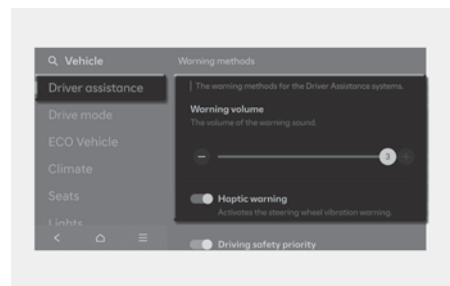 Vehicle
Warning methods
Driver assistance
The warning methods for the Driver Assistance systems.
Drive mode
Warning volume
The volume of the warning sound.
ECO Vehicle
Climate
3
Seats
Haptic warning
Activates the steering wheel vibration warning.
Lights
Driving safety priority